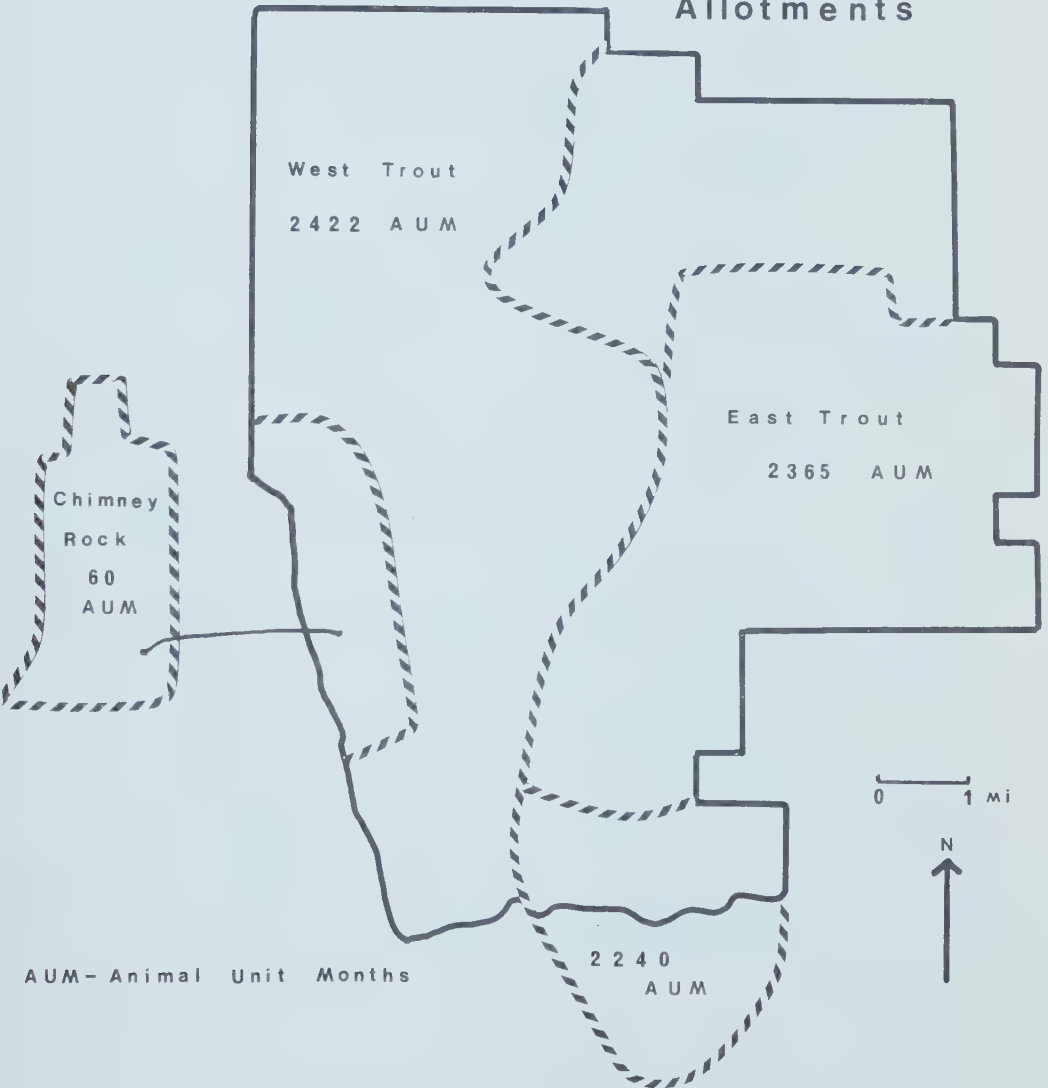 Allotments
West Trout
2422 AUM
East Trout
2365 AUM
Chimney
Rock
60
AUM
0 1 mi
N
2240
AUM
AUM-Animal Unit Months